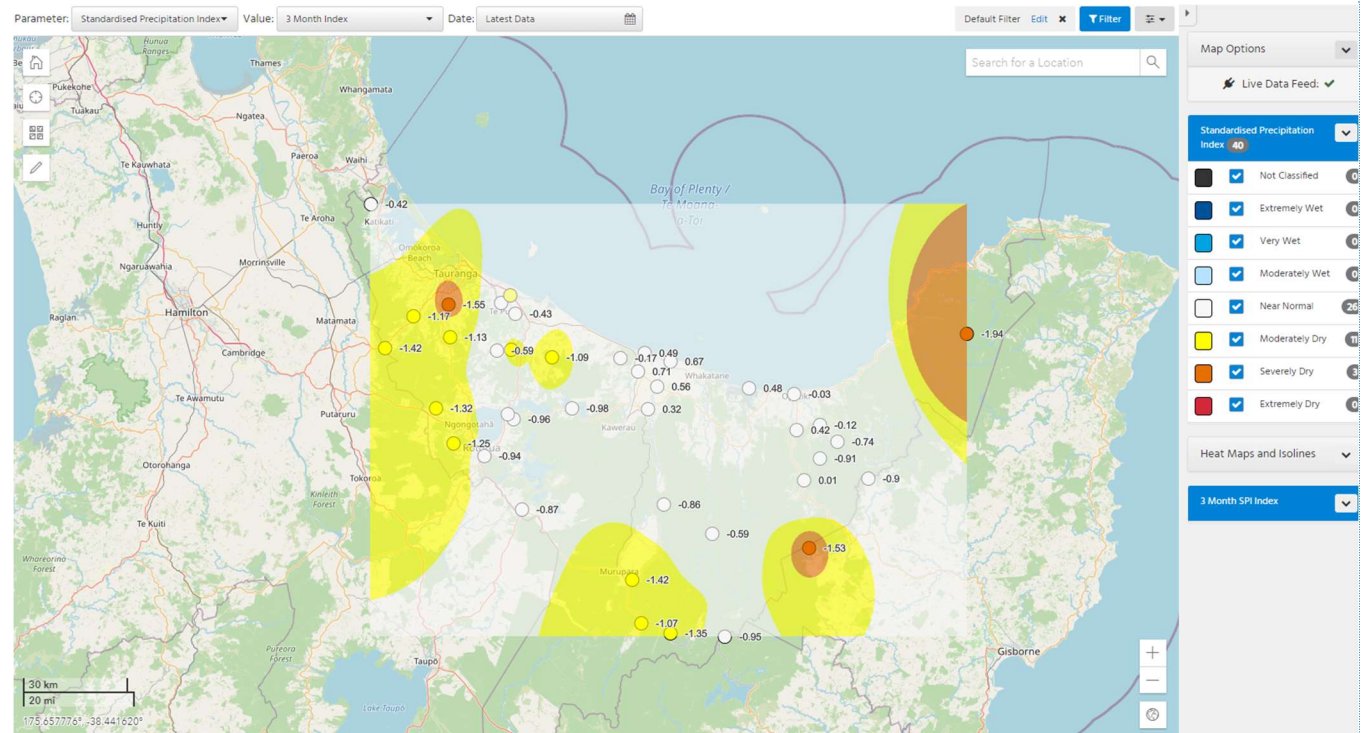 Parameter: Standardised Precipitation Index Value: 3 Month Index Date: Latest Data Default Filter Edit × Filter
Search for a Location
Map Options
Live Data Feed: ✔
Standardised Precipitation
Index 40
Not Classified 0
Extremely Wet 0
Very Wet 0
Moderately Wet 0
Near Normal 26
Moderately Dry 11
Severely Dry 3
Extremely Dry 0
Heat Maps and Isolines
3 Month SPI Index
Hunua
Ranges
Thames
Pukekohe
Tuakau
Whangamata
Ngatea
Te Kauwhata
Paeroa
Waihi
Bay of Plenty /
Te Moana-
a-Toi
-0.42
Katikati
Te Aroha
Huntly
Omokoroa
Beach
Ngaruawahia
Morrinsville
Tauranga
-1.55
-1.17
-0.43
Raglan
Hamilton
Matamata
-1.94
-1.13
-1.42
-0.59
-1.09
-0.17
0.49
0.67
0.71
Cambridge
Whakatane
0.56
0.48
-0.03
Te Awamutu
Putaruru
-1.32
-0.98
0.32
-0.96
Ngongotahā
Kawerau
-0.12
0.42
-0.74
-1.25
-0.94
-0.91
Otorohanga
Tokoroa
0.01
-0.9
Kinleith
Forest
-0.86
-0.87
Te Kuiti
-0.59
-1.53
Whareorino
Forest
Murupara
-1.42
-1.07
-1.35
-0.95
Pureora
Forest
Taupō
Gisborne
Lake Taupō
30 km
20 mi
175.657776°, -38.441620°